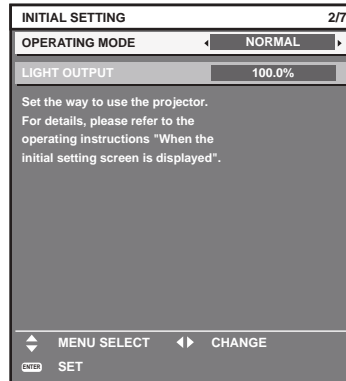 INITIAL SETTING 2/7
OPERATING MODE NORMAL
LIGHT OUTPUT 100.0%
Set the way to use the projector.
For details, please refer to the
operating instructions "When the
initial setting screen is displayed".
MENU SELECT CHANGE
ENTER SET